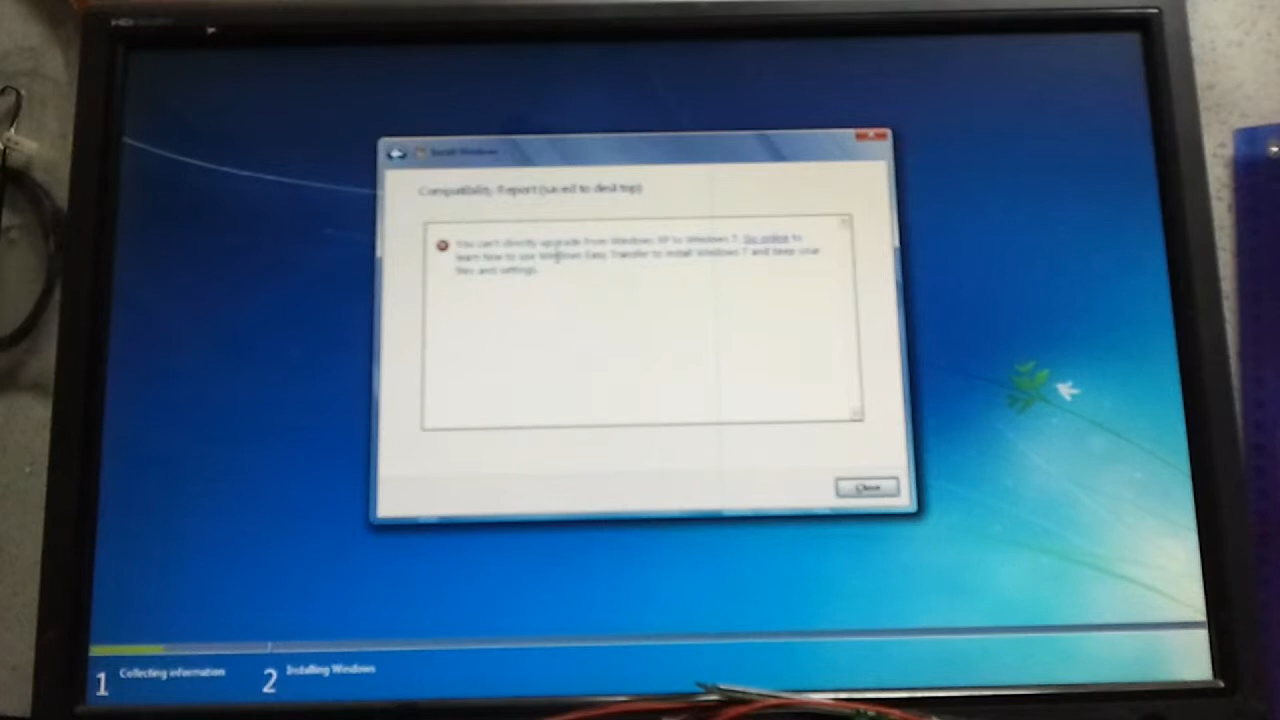 Install Windows
Compatibility Report (saved to desktop)
You can't directly upgrade from Windows XP to Windows 7. Go online to
learn how to use Windows Easy Transfer to install Windows 7 and keep your
files and settings.
Close
1 Collecting information
2 Installing Windows